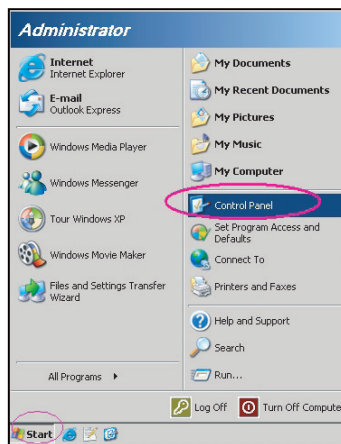 Administrator
Internet
Internet Explorer
E-mail
Outlook Express
Windows Media Player
Windows Messenger
Tour Windows XP
Windows Movie Maker
Files and Settings Transfer
Wizard
All Programs
My Documents
My Recent Documents
My Pictures
My Music
My Computer
Control Panel
Set Program Access and
Defaults
Connect To
Printers and Faxes
Help and Support
Search
Run...
Log Off
Turn Off Compute
Start